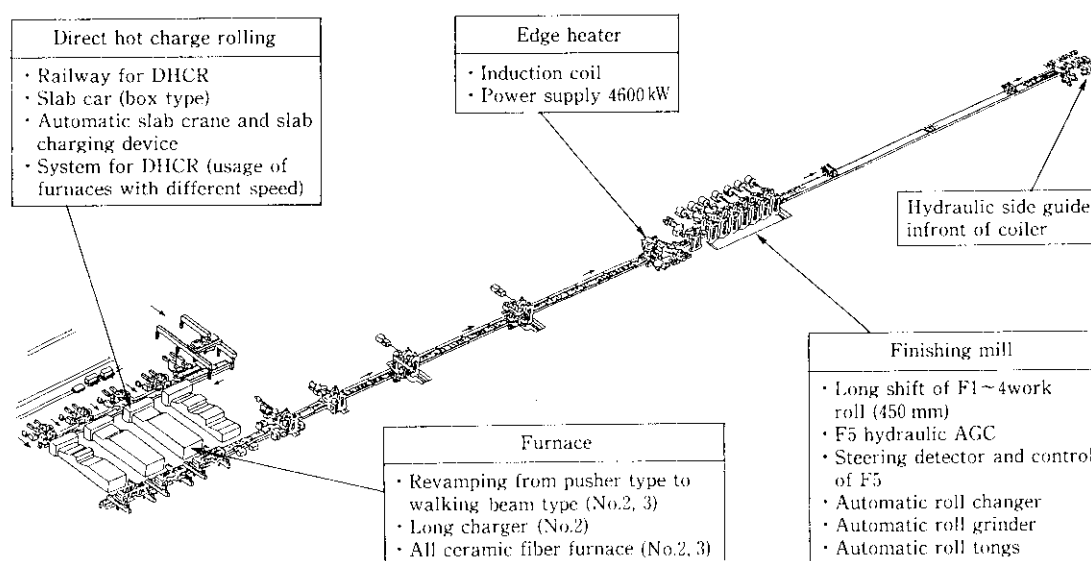 Direct hot charge rolling
· Railway for DHCR
· Slab car (box type)
· Automatic slab crane and slab
charging device
· System for DHCR (usage of
furnaces with different speed)
Edge heater
· Induction coil
· Power supply 4600 kW
Hydraulic side guide
infront of coiler
Furnace
· Revamping from pusher type to
walking beam type (No.2, 3)
· Long charger (No.2)
· All ceramic fiber furnace (No.2, 3)
Finishing mill
· Long shift of F1~4work
roll (450 mm)
· F5 hydraulic AGC
· Steering detector and control
of F5
· Automatic roll changer
· Automatic roll grinder
· Automatic roll tongs